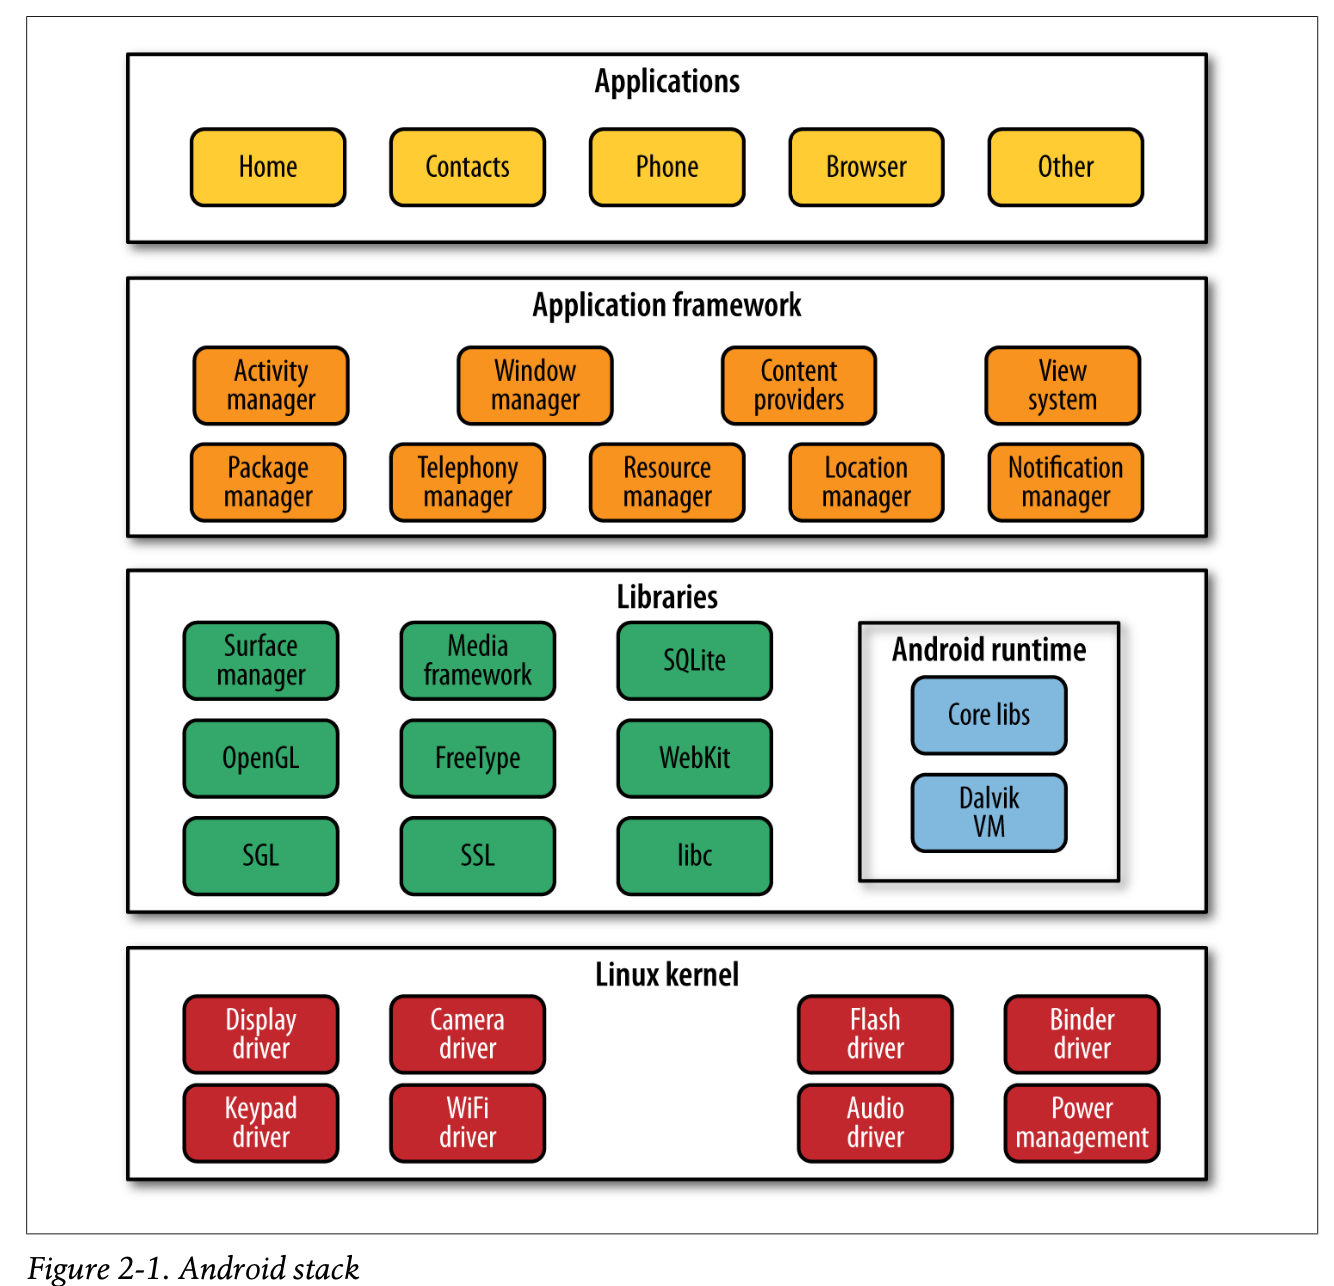 Applications
Home
Contacts
Phone
Browser
Other
Application framework
Activity
manager
Window
manager
Content
providers
View
system
Package
manager
Telephony
manager
Resource
manager
Location
manager
Notification
manager
Libraries
Surface
manager
Media
framework
SQLite
OpenGL
FreeType
WebKit
SGL
SSL
libc
Android runtime
Core libs
Dalvik
VM
Linux kernel
Display
driver
Camera
driver
Flash
driver
Binder
driver
Keypad
driver
WiFi
driver
Audio
driver
Power
management
Figure 2-1. Android stack